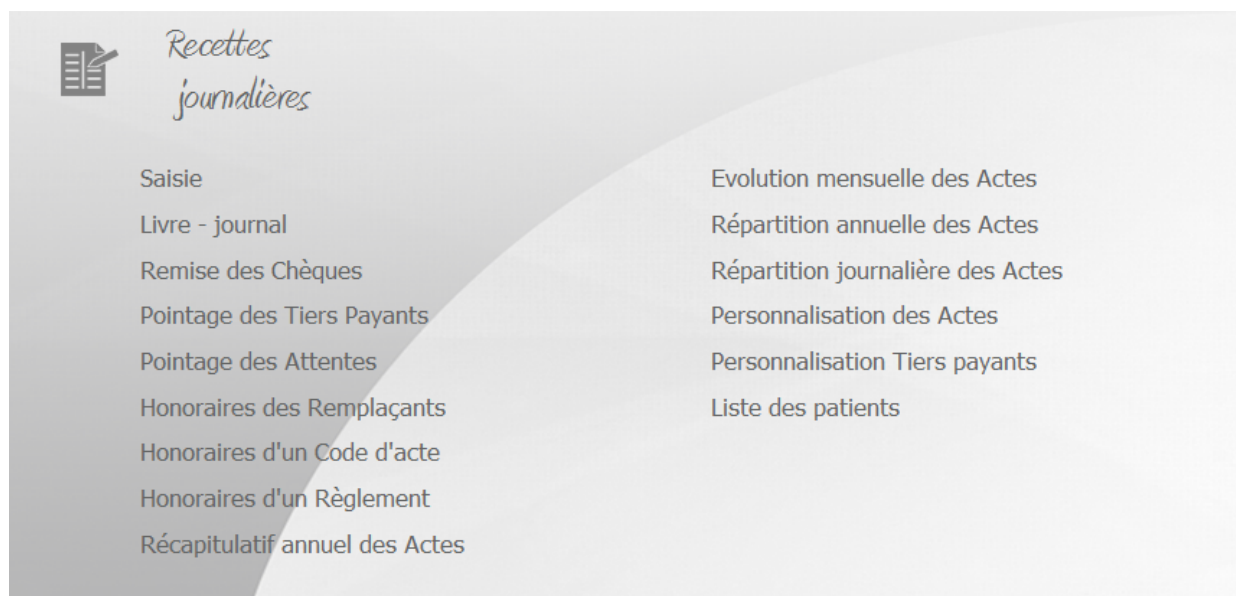 Recettes
journalières
Saisie
Livre - journal
Remise des Chèques
Pointage des Tiers Payants
Pointage des Attentes
Honoraires des Remplaçants
Honoraires d'un Code d'acte
Honoraires d'un Règlement
Récapitulatif annuel des Actes
Evolution mensuelle des Actes
Répartition annuelle des Actes
Répartition journalière des Actes
Personnalisation des Actes
Personnalisation Tiers payants
Liste des patients